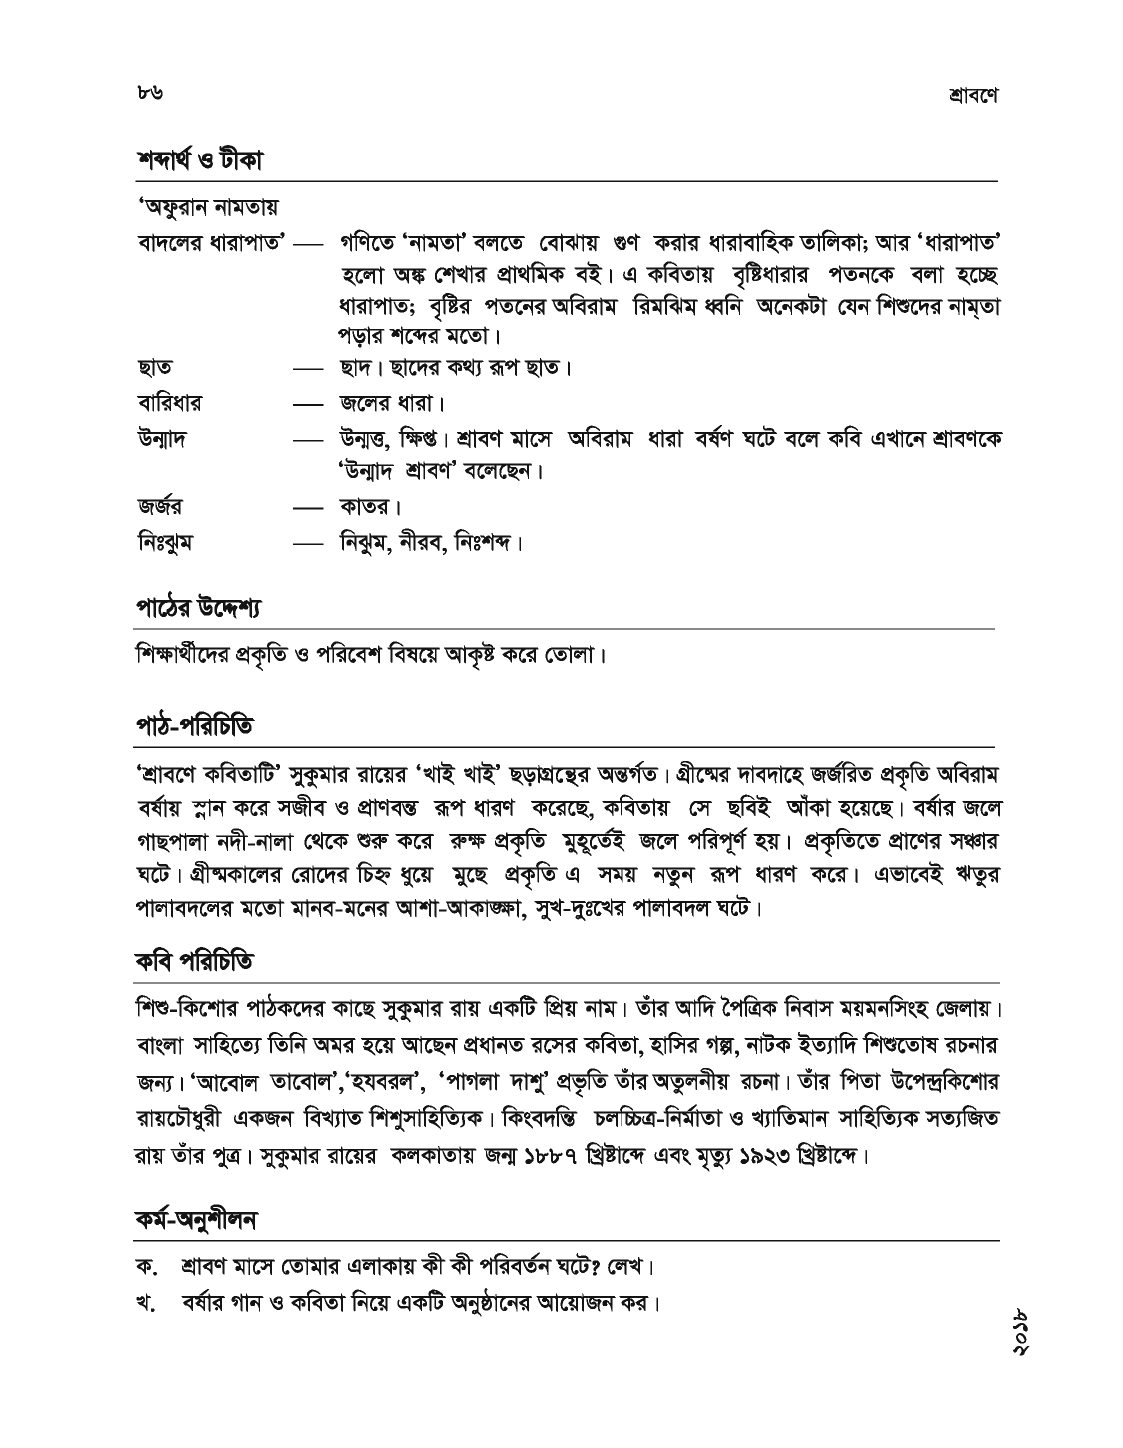 ৮৬ শ্রাবণে
শব্দার্থ ও টীকা
‘অফুরান নামতায়
বাদলের ধারাপাত’ — গণিতে ‘নামতা’ বলতে বোঝায় গুণ করার ধারাবাহিক তালিকা; আর ‘ধারাপাত’
হলো অঙ্ক শেখার প্রাথমিক বই। এ কবিতায় বৃষ্টিধারার পতনকে বলা হচ্ছে
ধারাপাত; বৃষ্টির পতনের অবিরাম রিমঝিম ধ্বনি অনেকটা যেন শিশুদের নাম্‌তা
পড়ার শব্দের মতো।
ছাত — ছাদ। ছাদের কথ্য রূপ ছাত।
বারিধার — জলের ধারা।
উন্মাদ — উন্মত্ত, ক্ষিপ্ত। শ্রাবণ মাসে অবিরাম ধারা বর্ষণ ঘটে বলে কবি এখানে শ্রাবণকে
‘উন্মাদ শ্রাবণ’ বলেছেন।
জর্জর — কাতর।
নিঃঝুম — নিঝুম, নীরব, নিঃশব্দ।
পাঠের উদ্দেশ্য
শিক্ষার্থীদের প্রকৃতি ও পরিবেশ বিষয়ে আকৃষ্ট করে তোলা।
পাঠ-পরিচিতি
‘শ্রাবণে কবিতাটি’ সুকুমার রায়ের ‘খাই খাই’ ছড়াগ্রন্থের অন্তর্গত। গ্রীষ্মের দাবদাহে জর্জরিত প্রকৃতি অবিরাম
বর্ষায় স্নান করে সজীব ও প্রাণবন্ত রূপ ধারণ করেছে, কবিতায় সে ছবিই আঁকা হয়েছে। বর্ষার জলে
গাছপালা নদী-নালা থেকে শুরু করে রুক্ষ প্রকৃতি মুহূর্তেই জলে পরিপূর্ণ হয়। প্রকৃতিতে প্রাণের সঞ্চার
ঘটে। গ্রীষ্মকালের রোদের চিহ্ন ধুয়ে মুছে প্রকৃতি এ সময় নতুন রূপ ধারণ করে। এভাবেই ঋতুর
পালাবদলের মতো মানব-মনের আশা-আকাঙ্ক্ষা, সুখ-দুঃখের পালাবদল ঘটে।
কবি পরিচিতি
শিশু-কিশোর পাঠকদের কাছে সুকুমার রায় একটি প্রিয় নাম। তাঁর আদি পৈত্রিক নিবাস ময়মনসিংহ জেলায়।
বাংলা সাহিত্যে তিনি অমর হয়ে আছেন প্রধানত রসের কবিতা, হাসির গল্প, নাটক ইত্যাদি শিশুতোষ রচনার
জন্য। ‘আবোল তাবোল’,‘হযবরল’, ‘পাগলা দাশু’ প্রভৃতি তাঁর অতুলনীয় রচনা। তাঁর পিতা উপেন্দ্রকিশোর
রায়চৌধুরী একজন বিখ্যাত শিশুসাহিত্যিক। কিংবদন্তি চলচ্চিত্র-নির্মাতা ও খ্যাতিমান সাহিত্যিক সত্যজিত
রায় তাঁর পুত্র। সুকুমার রায়ের কলকাতায় জন্ম ১৮৮৭ খ্রিষ্টাব্দে এবং মৃত্যু ১৯২৩ খ্রিষ্টাব্দে।
কর্ম-অনুশীলন
ক. শ্রাবণ মাসে তোমার এলাকায় কী কী পরিবর্তন ঘটে? লেখ।
খ. বর্ষার গান ও কবিতা নিয়ে একটি অনুষ্ঠানের আয়োজন কর।
২০১৮